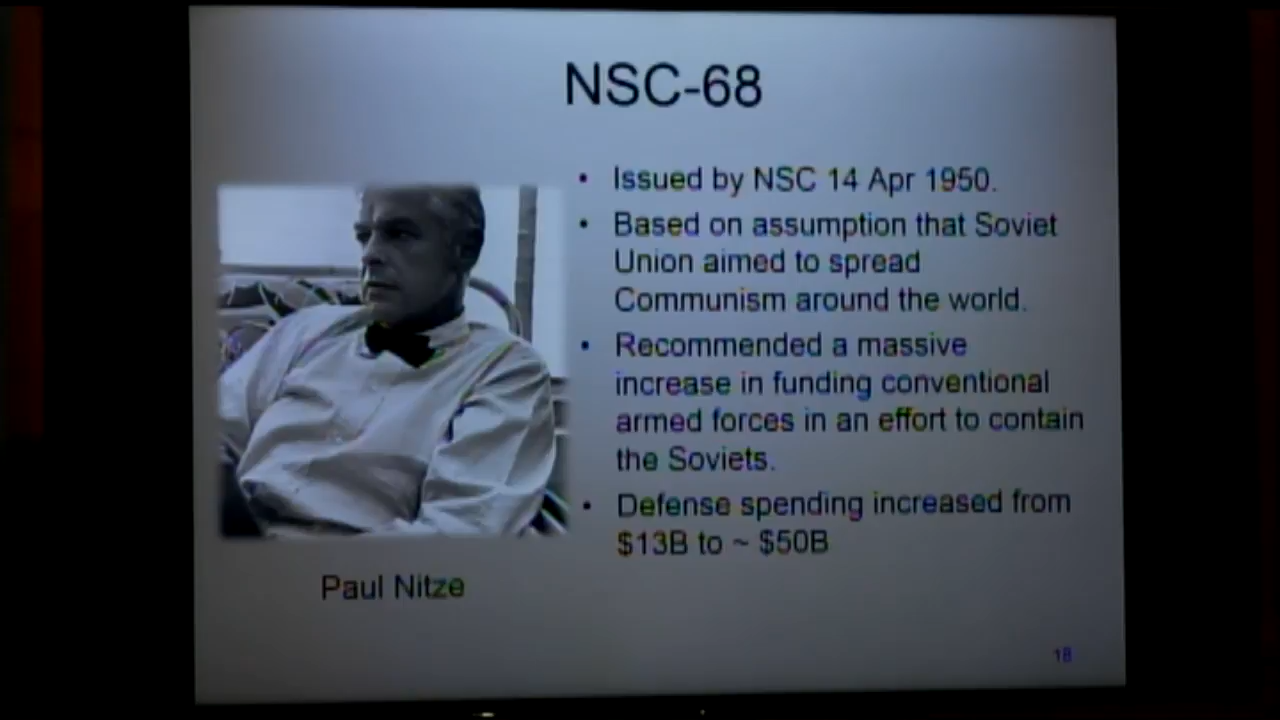 NSC-68
• Issued by NSC 14 Apr 1950.
• Based on assumption that Soviet
Union aimed to spread
Communism around the world.
• Recommended a massive
increase in funding conventional
armed forces in an effort to contain
the Soviets.
• Defense spending increased from
$13B to ~ $50B
Paul Nitze
18